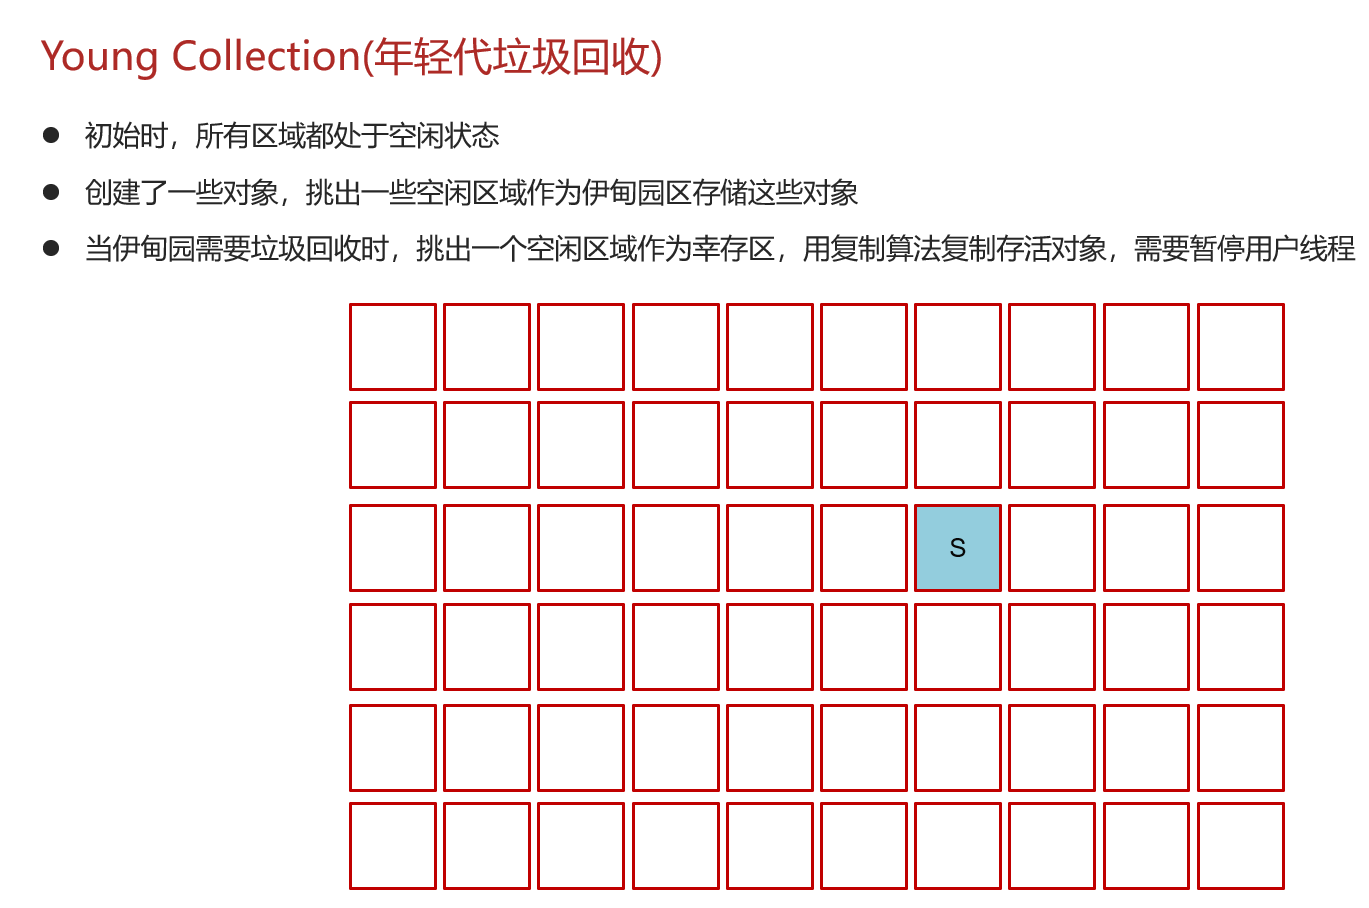 Young Collection(年轻代垃圾回收)
初始时，所有区域都处于空闲状态
创建了一些对象，挑出一些空闲区域作为伊甸园区存储这些对象
当伊甸园需要垃圾回收时，挑出一个空闲区域作为幸存区，用复制算法复制存活对象，需要暂停用户线程
S